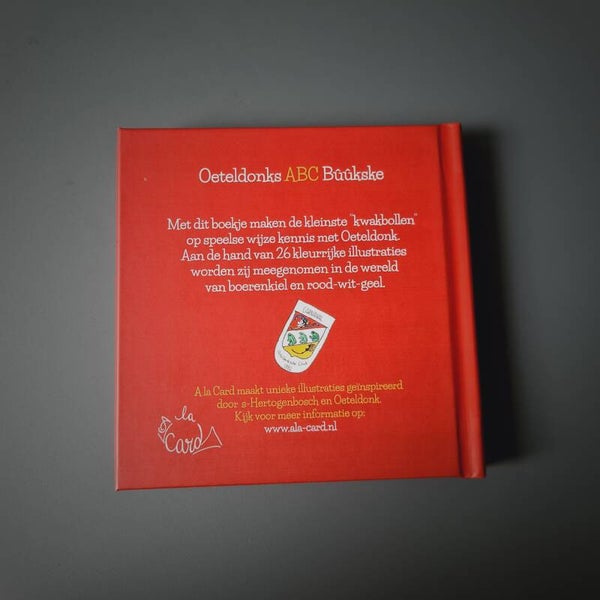 Oeteldonks ABC Bûûkske
Met dit boekje maken de kleinste "kwakbollen"
op speelse wijze kennis met Oeteldonk.
Aan de hand van 26 kleurrijke illustraties
worden zij meegenomen in de wereld
van boerenkiel en rood-wit-geel.
A la Card maakt unieke illustraties geïnspireerd
door s-Hertogenbosch en Oeteldonk.
Kijk voor meer informatie op:
www.ala-card.nl
a la
Card